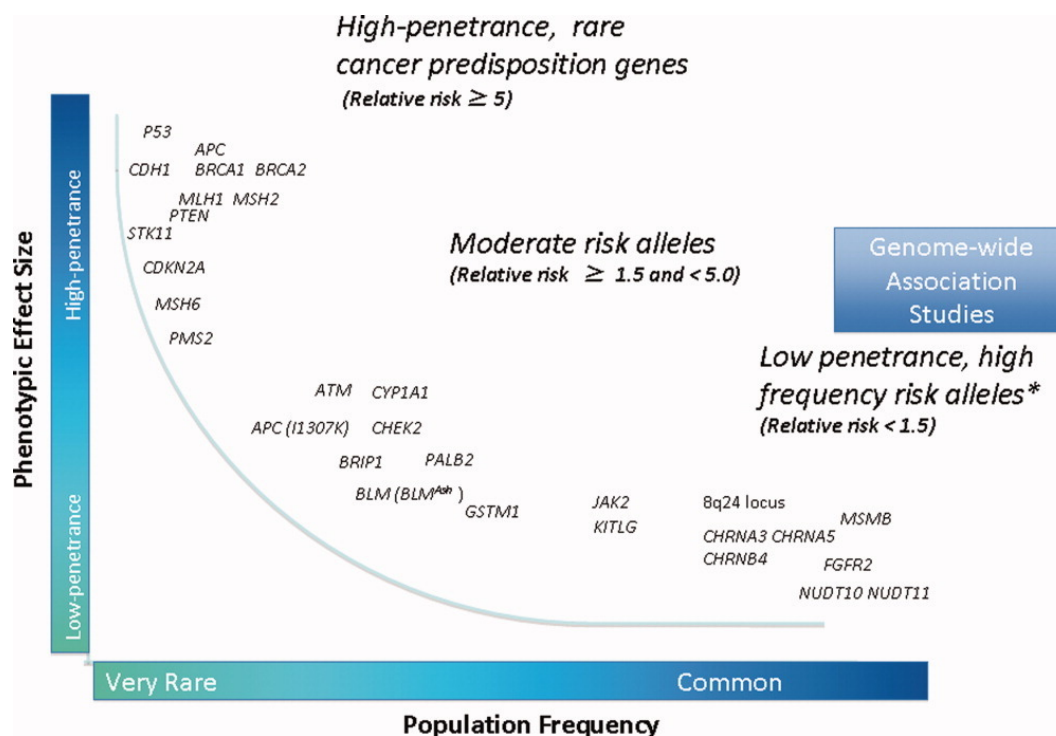 High-penetrance, rare
cancer predisposition genes
(Relative risk ≥ 5)
P53
APC
CDH1 BRCA1 BRCA2
MLH1 MSH2
PTEN
STK11
CDKN2A
MSH6
PMS2
Moderate risk alleles
(Relative risk ≥ 1.5 and < 5.0)
Genome-wide
Association
Studies
Low penetrance, high
frequency risk alleles*
(Relative risk < 1.5)
ATM CYP1A1
APC (I1307K) CHEK2
BRIP1 PALB2
BLM (BLMAsh )
GSTM1
JAK2
KITLG
8q24 locus
MSMB
CHRNA3 CHRNA5
CHRNB4
FGFR2
NUDT10 NUDT11
Phenotypic Effect Size
High-penetrance
Low-penetrance
Very Rare
Common
Population Frequency